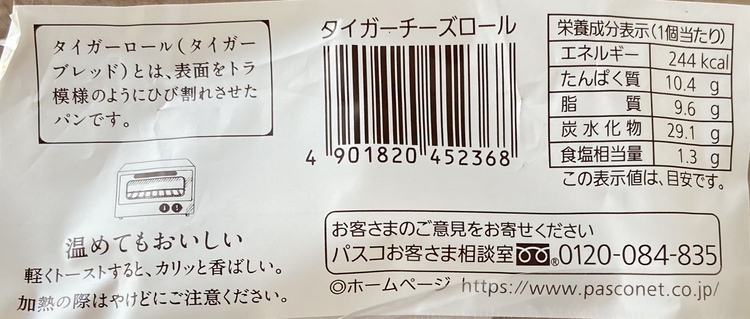 タイガーロール(タイガー
ブレッド)とは、表面をトラ
模様のようにひび割れさせた
パンです。
温めてもおいしい
軽くトーストすると、カリッと香ばしい。
加熱の際はやけどにご注意ください。
タイガーチーズロール
4 901820 452368
栄養成分表示(1個当たり)
エネルギー 244 kcal
たんぱく質 10.4 g
脂質 9.6 g
炭水化物 29.1 g
食塩相当量 1.3 g
この表示値は、目安です。
お客さまのご意見をお寄せください
パスコお客さま相談室 ® 0120-084-835
◎ホームページ https://www.pasconet.co.jp/